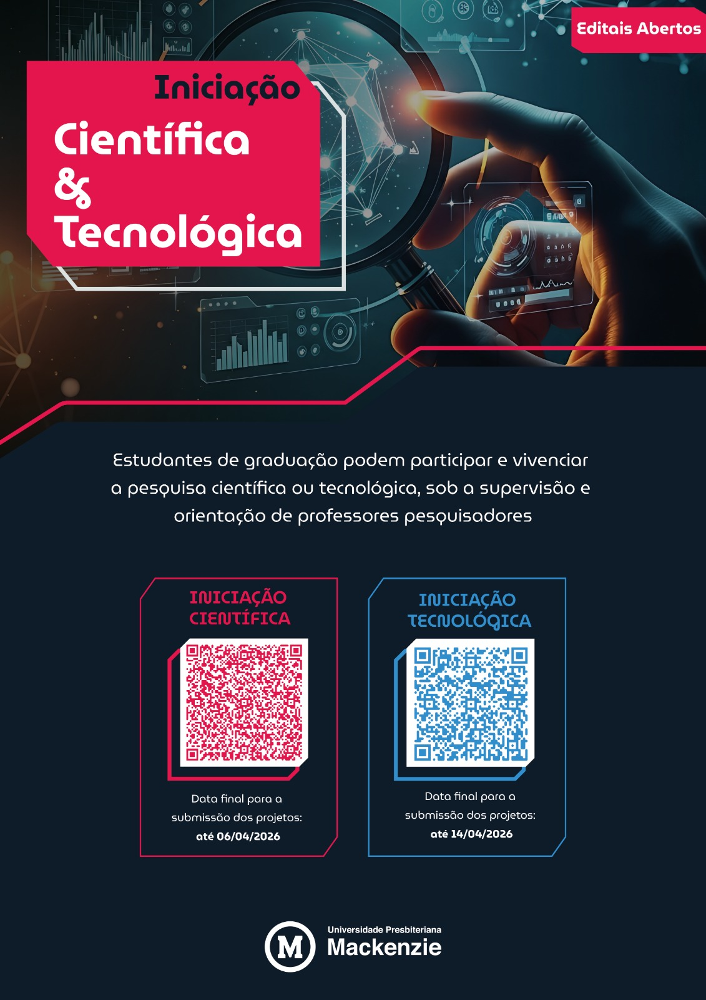 Editais Abertos
Iniciação
Científica
&
Tecnológica
Estudantes de graduação podem participar e vivenciar
a pesquisa científica ou tecnológica, sob a supervisão e
orientação de professores pesquisadores
INICIAÇÃO
CIENTÍFICA
Data final para a
submissão dos projetos:
até 06/04/2026
INICIAÇÃO
TECNOLÓGICA
Data final para a
submissão dos projetos:
até 14/04/2026
M
Universidade Presbiteriana
Mackenzie